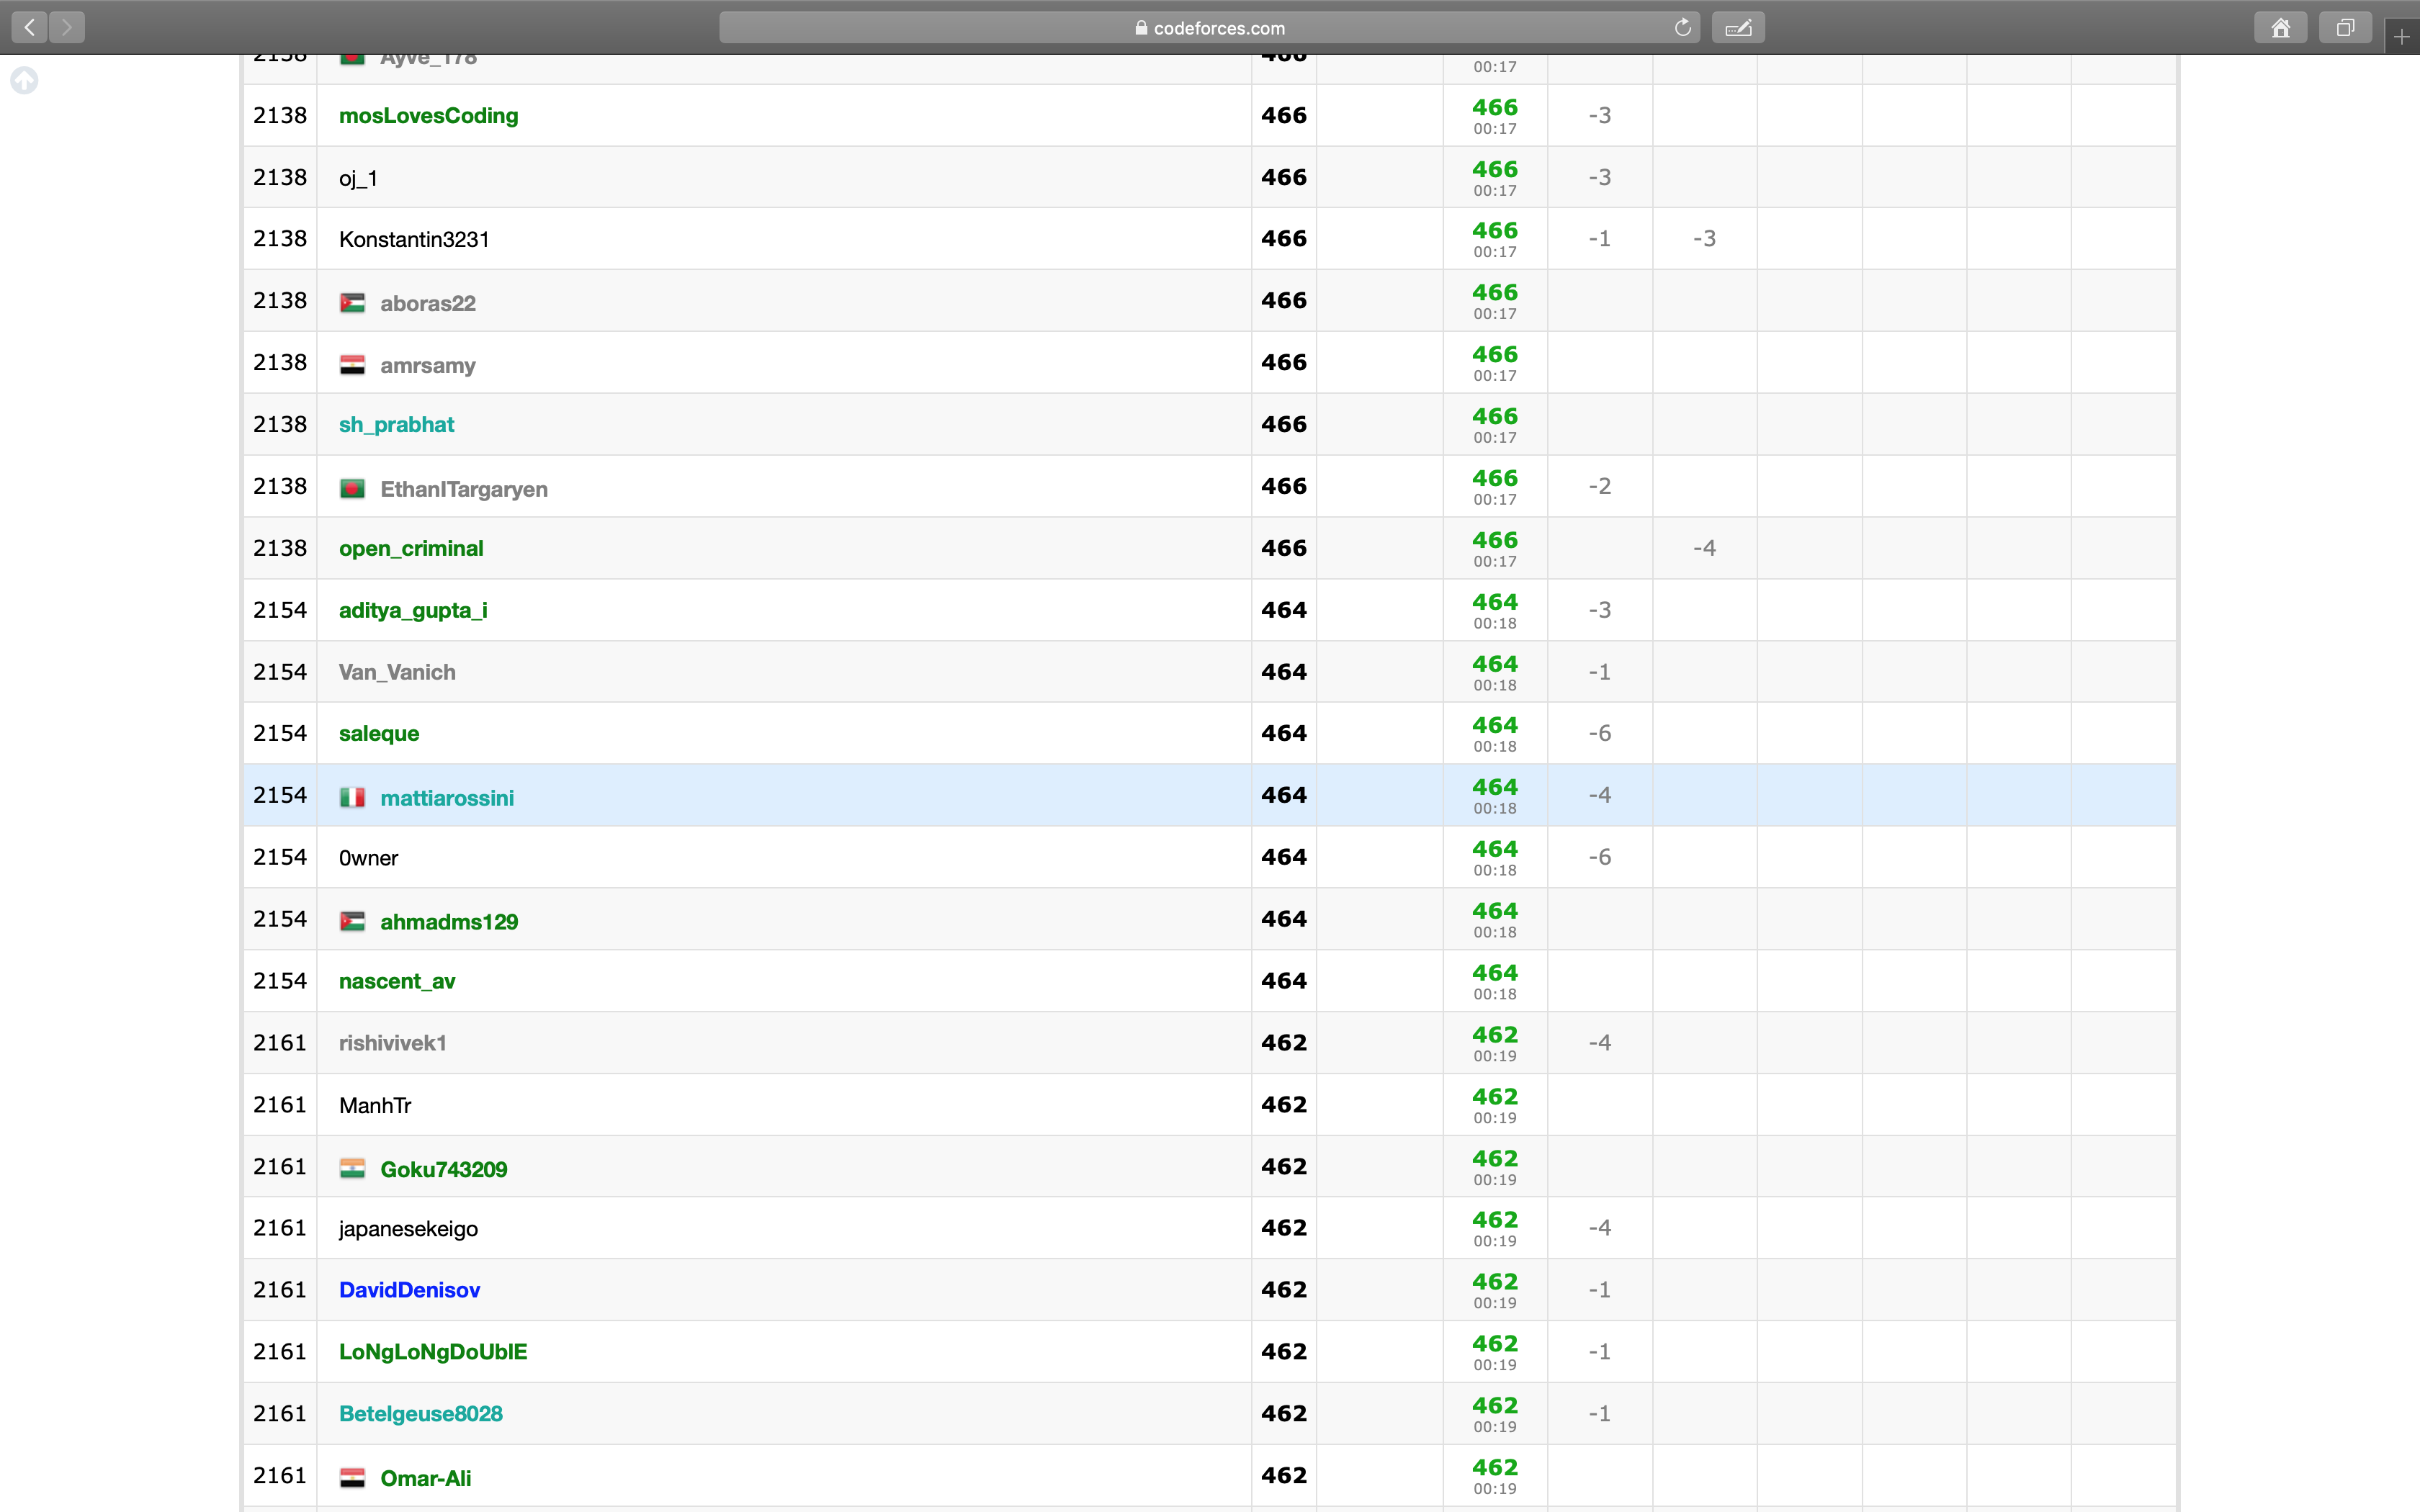 codeforces.com
2138 Ayve_178 466 00:17
2138 mosLovesCoding 466 466 -3
00:17
2138 oj_1 466 466 -3
00:17
2138 Konstantin3231 466 466 -1 -3
00:17
2138 aboras22 466 466
00:17
2138 amrsamy 466 466
00:17
2138 sh_prabhat 466 466
00:17
2138 EthanITargaryen 466 466 -2
00:17
2138 open_criminal 466 466 -4
00:17
2154 aditya_gupta_i 464 464 -3
00:18
2154 Van_Vanich 464 464 -1
00:18
2154 saleque 464 464 -6
00:18
2154 mattiarossini 464 464 -4
00:18
2154 0wner 464 464 -6
00:18
2154 ahmadms129 464 464
00:18
2154 nascent_av 464 464
00:18
2161 rishivivek1 462 462 -4
00:19
2161 ManhTr 462 462
00:19
2161 Goku743209 462 462
00:19
2161 japanesekeigo 462 462 -4
00:19
2161 DavidDenisov 462 462 -1
00:19
2161 LoNgLoNgDoUblE 462 462 -1
00:19
2161 Betelgeuse8028 462 462 -1
00:19
2161 Omar-Ali 462 462
00:19